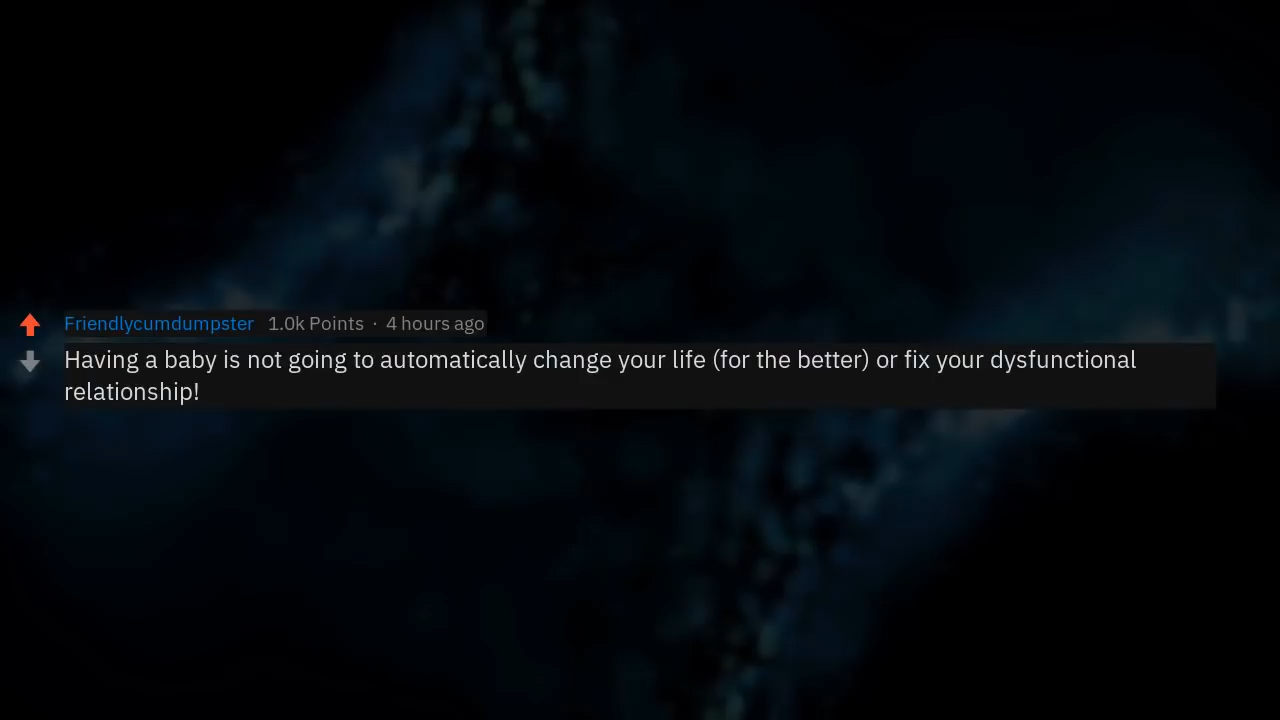 Friendlycumdumpster 1.0k Points · 4 hours ago
Having a baby is not going to automatically change your life (for the better) or fix your dysfunctional
relationship!